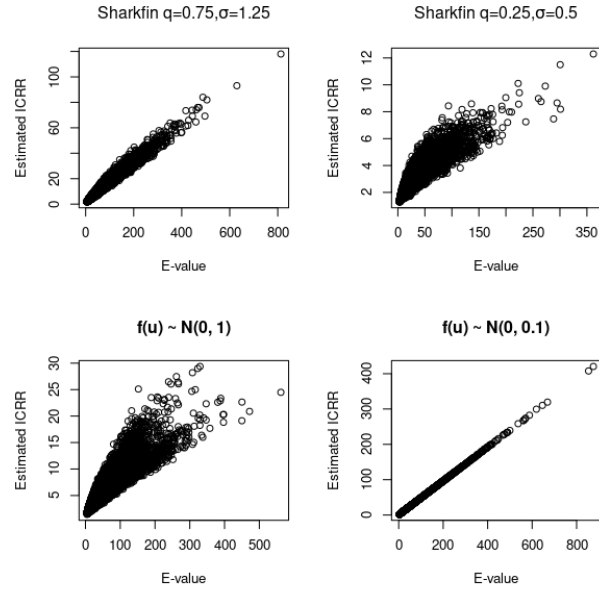 Sharkfin q=0.75,σ=1.25
Estimated ICRR
0 20 60 100
0 200 400 600 800
E-value
Sharkfin q=0.25,σ=0.5
Estimated ICRR
2 4 6 8 10 12
0 50 150 250 350
E-value
f(u) ~ N(0, 1)
Estimated ICRR
5 10 15 20 25 30
0 100 200 300 400 500
E-value
f(u) ~ N(0, 0.1)
Estimated ICRR
0 100 200 300 400
0 200 400 600 800
E-value